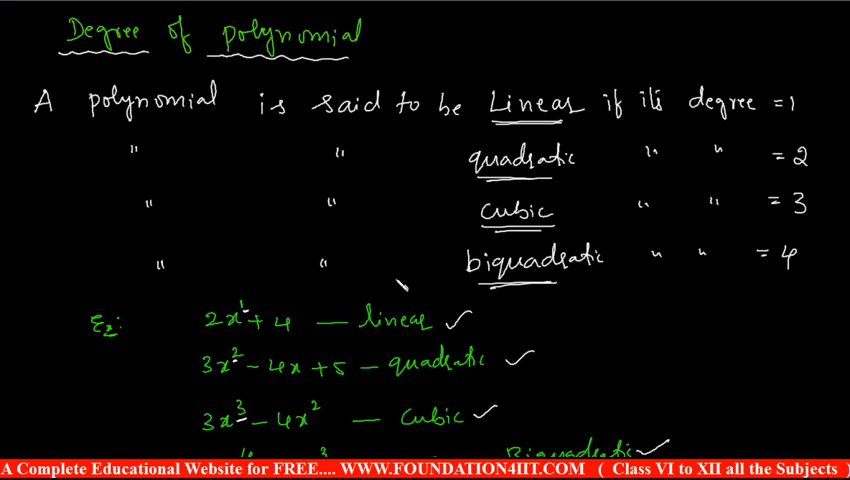 Degree of polynomial
A polynomial is said to be Linear if it's degree = 1
" " quadratic " " = 2
" " cubic " " = 3
" " biquadratic " " = 4
Ex: 2x¹ + 4 — linear ✓
3x² - 4x + 5 - quadratic ✓
3x³ - 4x² — cubic ✓
Biquadratic ✓
A Complete Educational Website for FREE.... WWW.FOUNDATION4IIT.COM ( Class VI to XII all the Subjects )